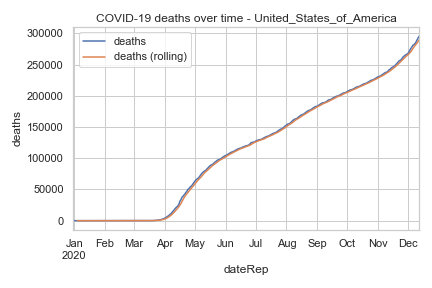 COVID-19 deaths over time - United_States_of_America
deaths
deaths (rolling)
300000
250000
200000
150000
100000
50000
0
deaths
Jan Feb Mar Apr May Jun Jul Aug Sep Oct Nov Dec
2020
dateRep